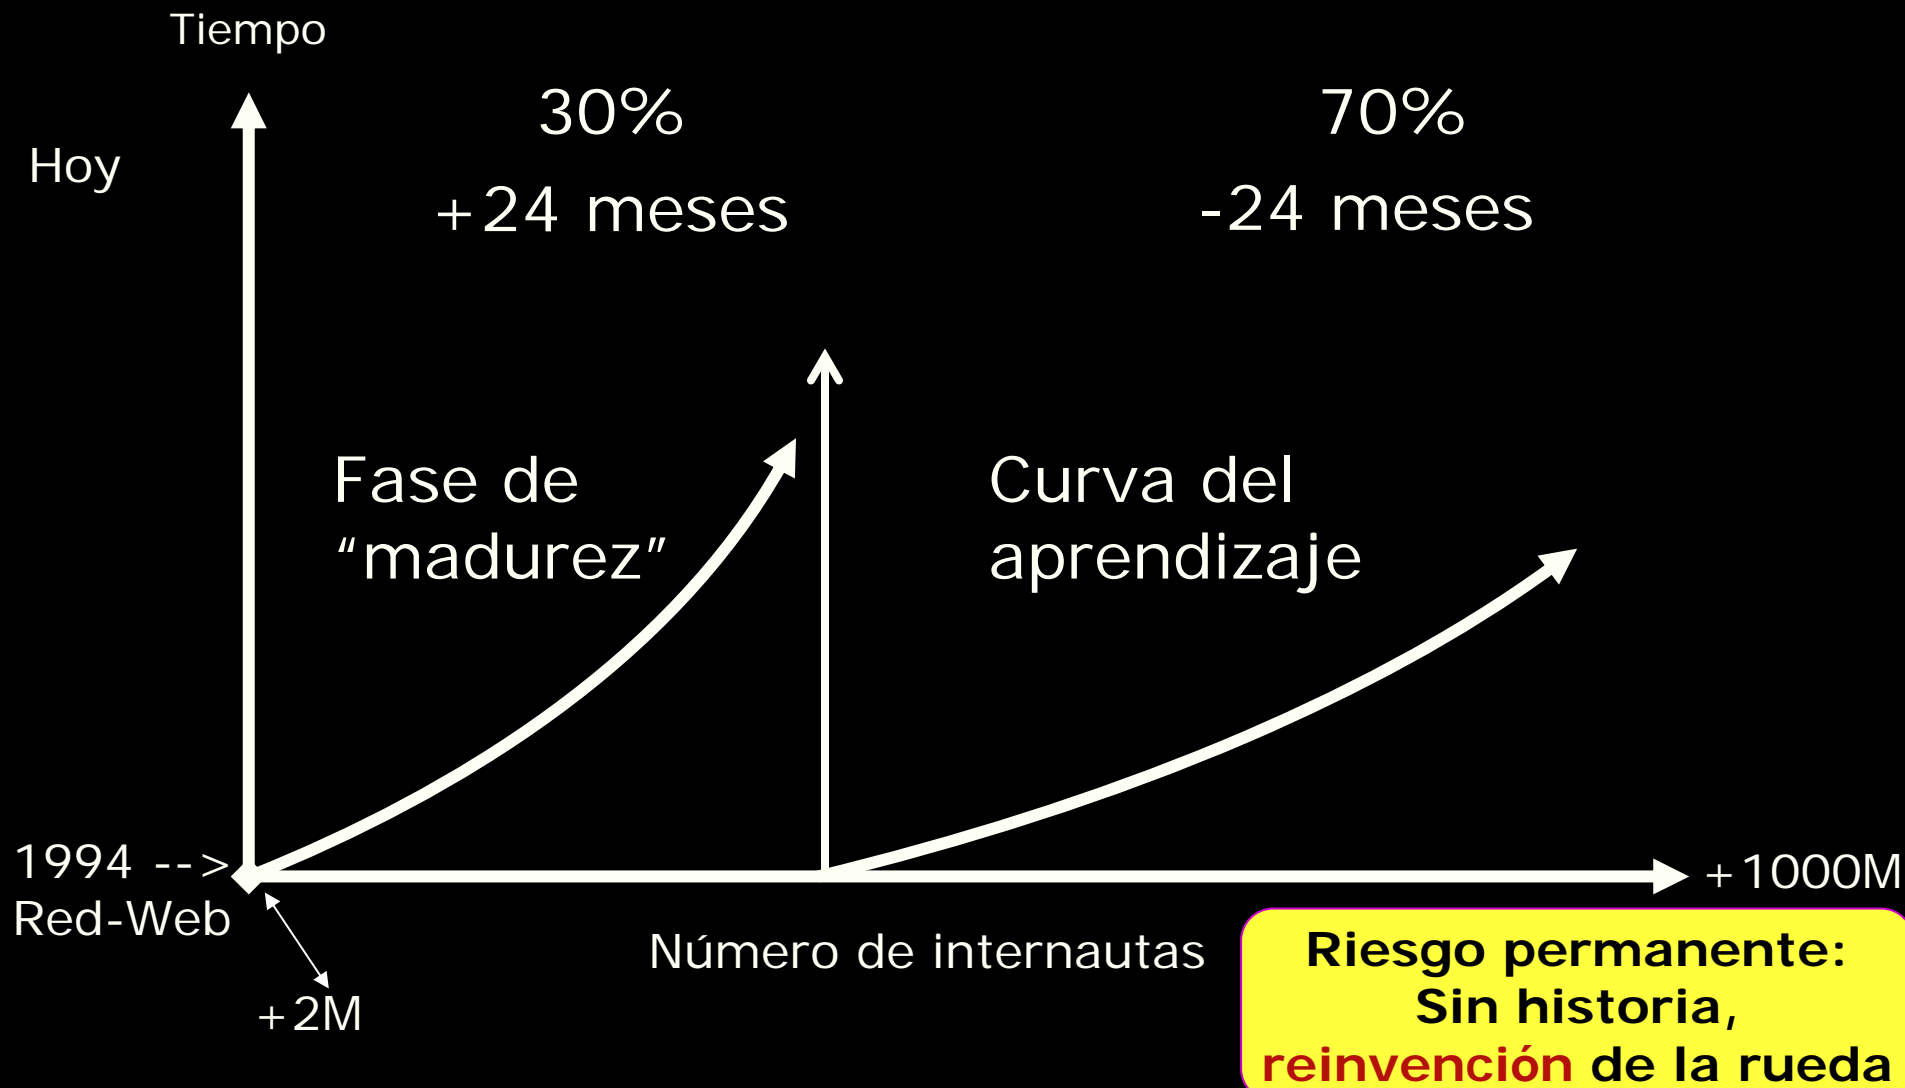 Tiempo
30%
70%
Hoy
+24 meses
-24 meses
Fase de
“madurez”
Curva del
aprendizaje
1994 -->
Red-Web
+1000M
Número de internautas
+2M
Riesgo permanente:
Sin historia,
reinvención de la rueda